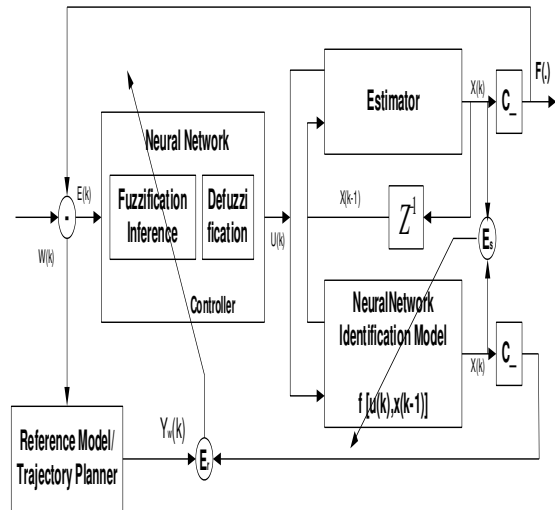 F(.)
X(k)
Estimator
C_
Neural Network
E(k)
Fuzzification
Inference
Defuzzi
fication
X(k-1)
Z-1
U(k)
W(k)
-
Es
Controller
NeuralNetwork
Identification Model
f [u(k),x(k-1)]
X(k)
C_
Yw(k)
Reference Model/
Trajectory Planner
Er